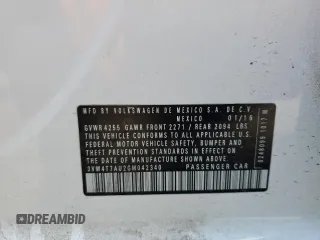 MFD. BY VOLKSWAGEN DE MEXICO S.A. DE C.V.
MEXICO 01/16
GVWR 4255 GAWR FRONT 2271 / REAR 2094 LBS
THIS VEHICLE CONFORMS TO ALL APPLICABLE U.S.
FEDERAL MOTOR VEHICLE SAFETY, BUMPER, AND
THEFT PREVENTION STANDARDS IN EFFECT ON
THE DATE OF MANUFACTURE SHOWN ABOVE.
3VW4T7AU2GM042340 PASSENGER CAR